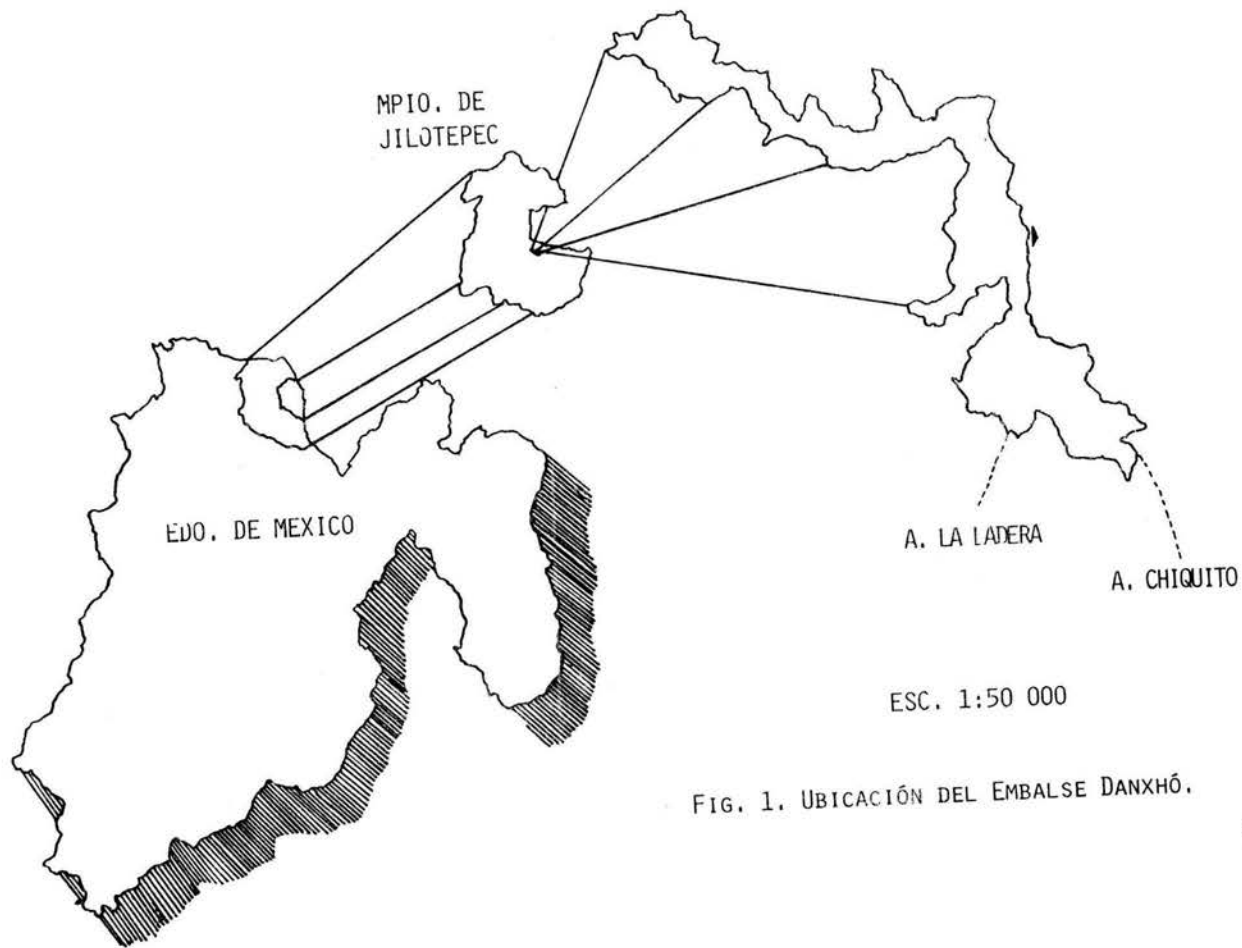 MPIO. DE
JILOTEPEC
EDO. DE MEXICO
A. LA LADERA
A. CHIQUITO
ESC. 1:50 000
FIG. 1. UBICACIÓN DEL EMBALSE DANXHÓ.